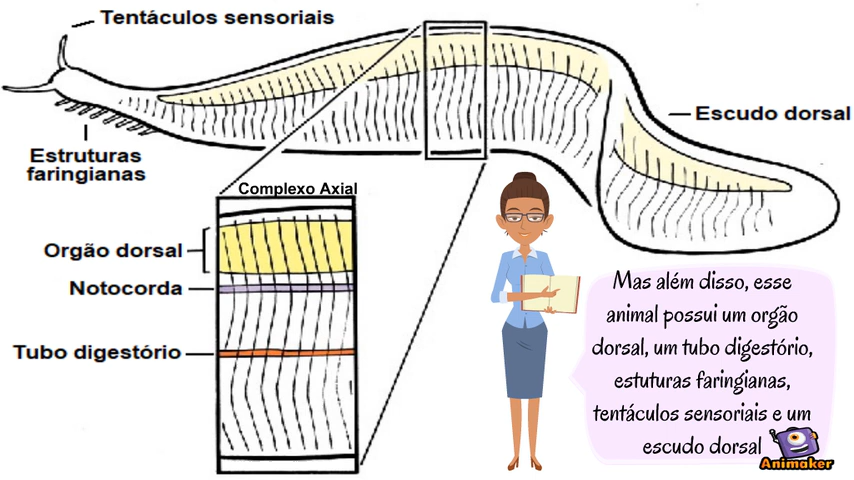 Tentáculos sensoriais
Escudo dorsal
Estruturas
faringianas
Complexo Axial
Orgão dorsal
Notocorda
Tubo digestório
Mas além disso, esse
animal possui um orgão
dorsal, um tubo digestório,
estuturas faringianas,
tentáculos sensoriais e um
escudo dorsal
Animaker